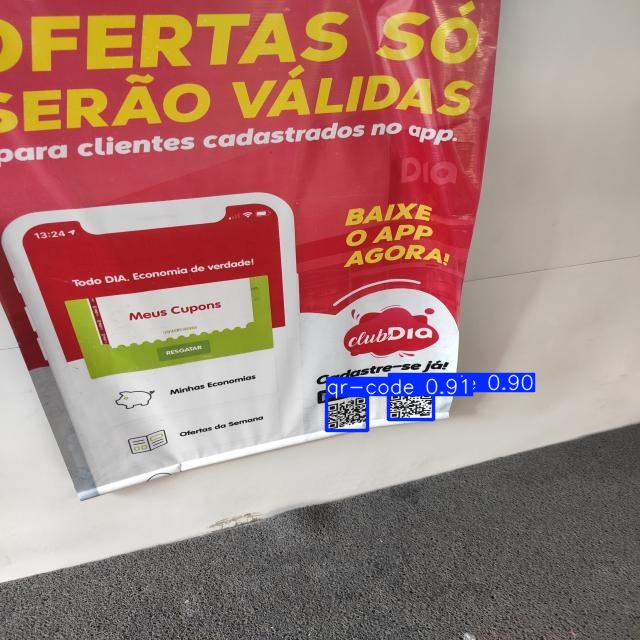 OFERTAS SÓ
SERÃO VÁLIDAS
para clientes cadastrados no app.
Dia
BAIXE
O APP
AGORA!
13:24
Todo DIA. Economia de verdade!
Meus Cupons
RESGATAR
Minhas Economias
Ofertas da Semana
clubDia
Cadastre-se já!
qr-code 0.91
0.90